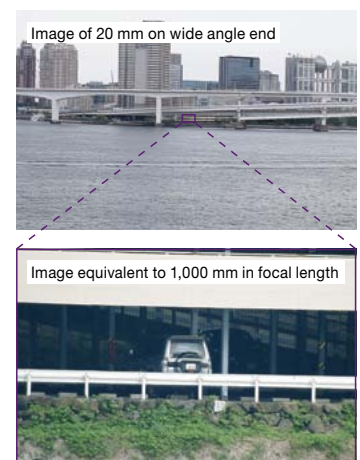 Image of 20 mm on wide angle end
Image equivalent to 1,000 mm in focal length